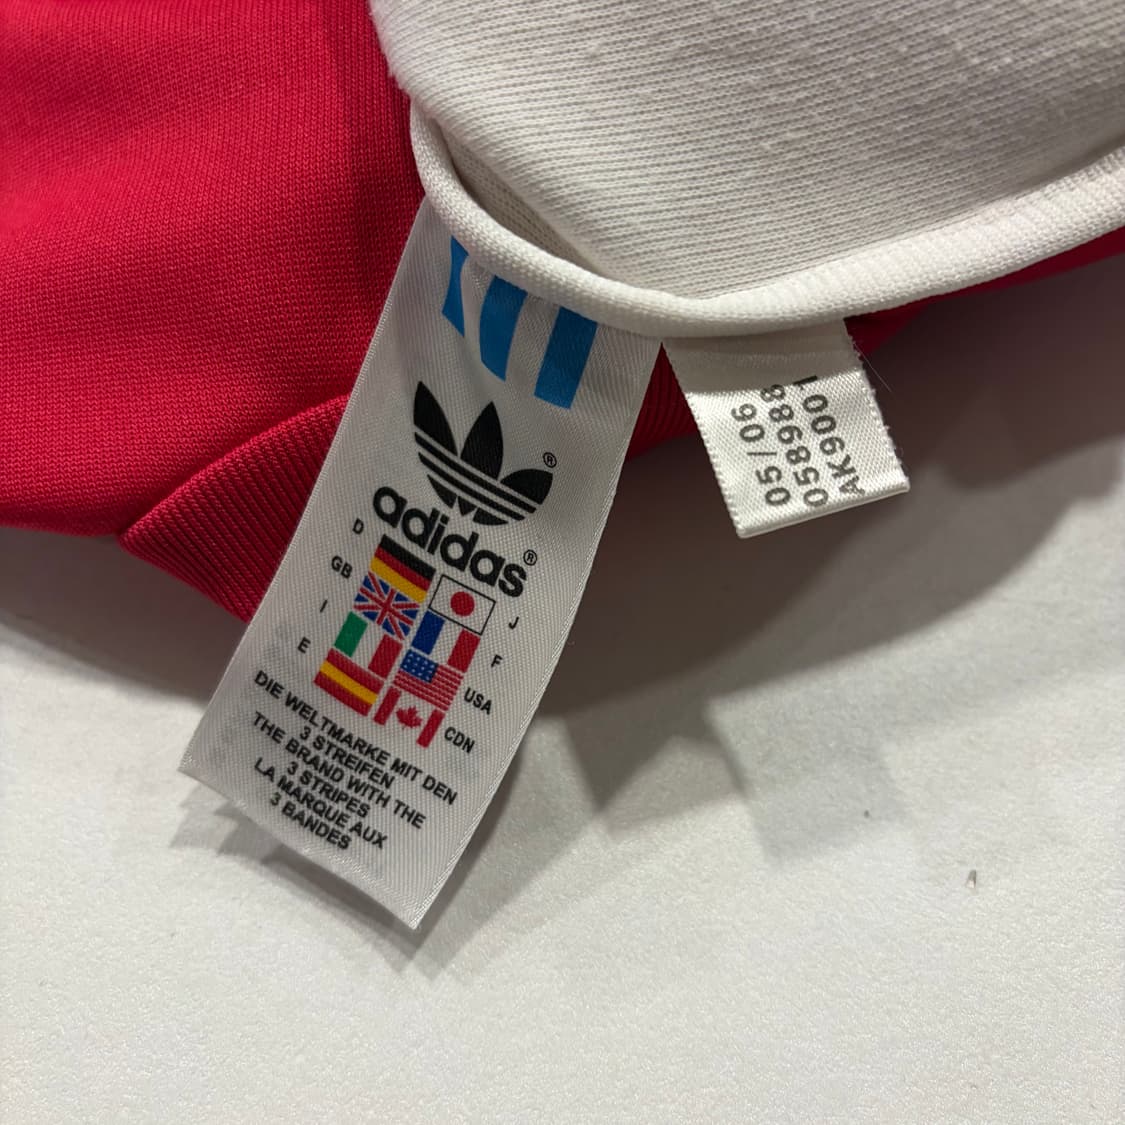 ®
adidas®
D
GB
J
I
F
E
USA
CDN
DIE WELTMARKE MIT DEN
3 STREIFEN
THE BRAND WITH THE
3 STRIPES
LA MARQUE AUX
3 BANDES
05/06
058988
AK9001